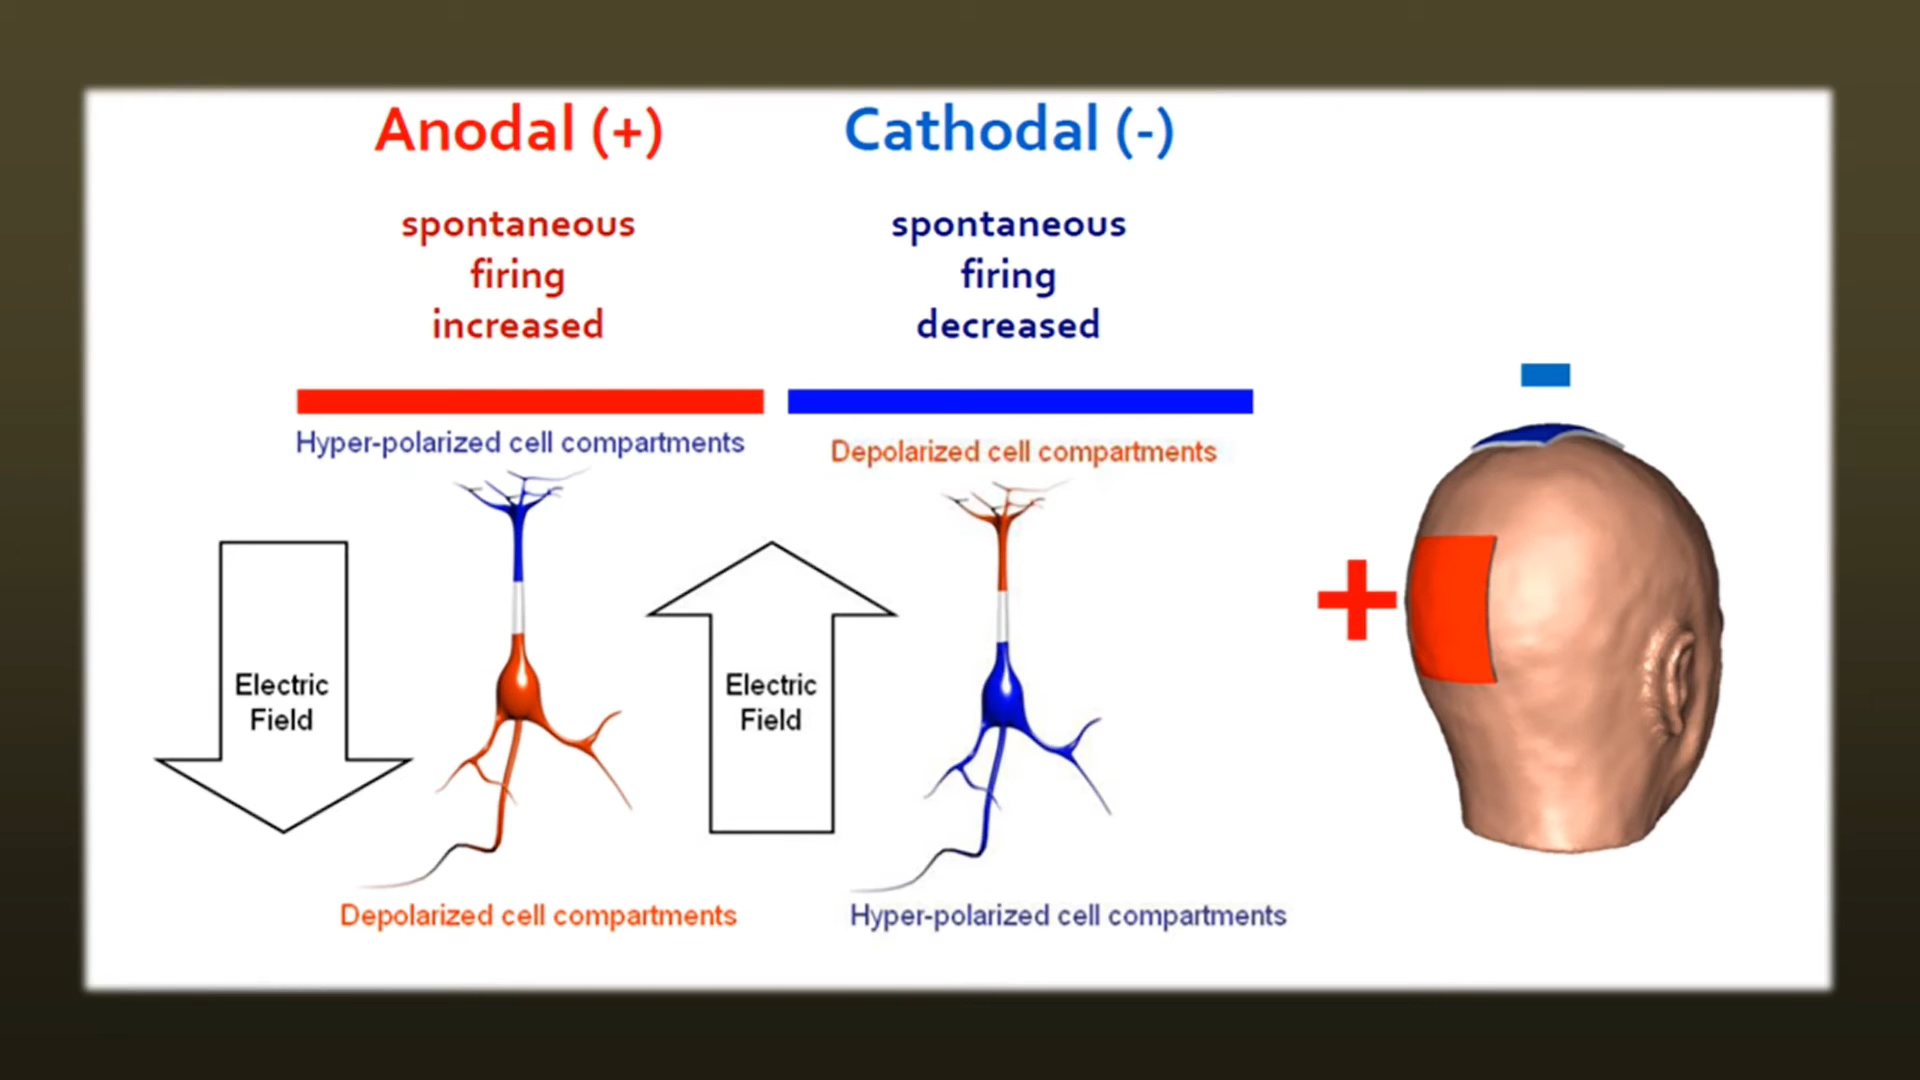 Anodal (+)
spontaneous
firing
increased
Hyper-polarized cell compartments
Electric
Field
Depolarized cell compartments
Cathodal (-)
spontaneous
firing
decreased
Depolarized cell compartments
Electric
Field
Hyper-polarized cell compartments
-
+